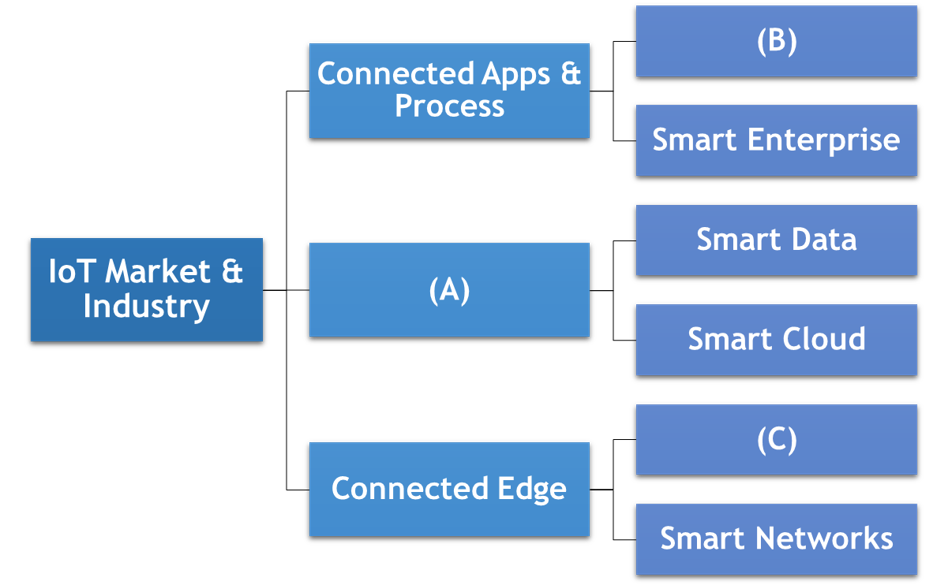 (B)
Connected Apps &
Process
Smart Enterprise
Smart Data
IoT Market &
Industry
(A)
Smart Cloud
(C)
Connected Edge
Smart Networks